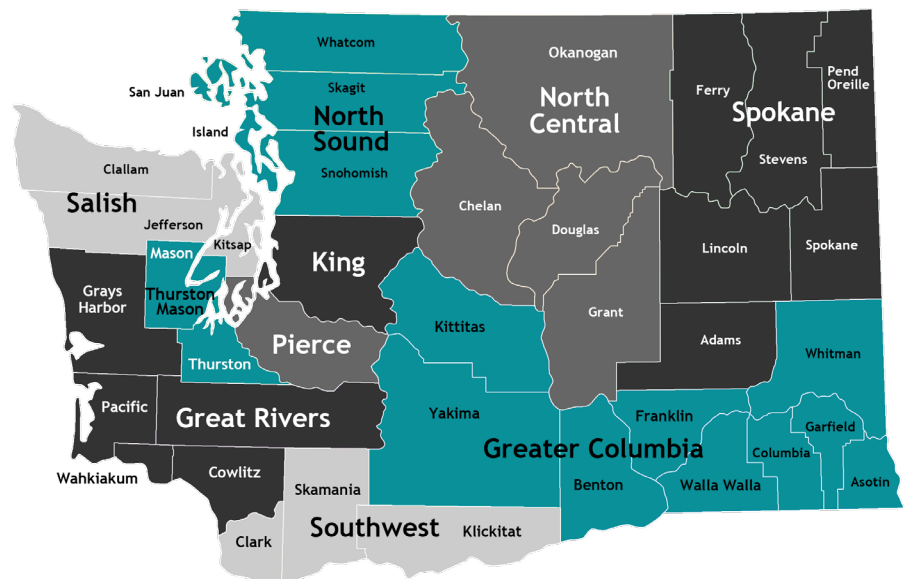 Whatcom
Okanogan
Pend
Oreille
San Juan
Skagit
Ferry
North
Sound
North
Central
Spokane
Island
Stevens
Clallam
Snohomish
Salish
Chelan
Douglas
Jefferson
Kitsap
Mason
King
Lincoln
Spokane
Grays
Harbor
Thurston
Mason
Kittitas
Grant
Pierce
Adams
Whitman
Thurston
Pacific
Great Rivers
Yakima
Franklin
Garfield
Greater Columbia
Columbia
Wahkiakum
Cowlitz
Skamania
Benton
Walla Walla
Asotin
Southwest
Klickitat
Clark